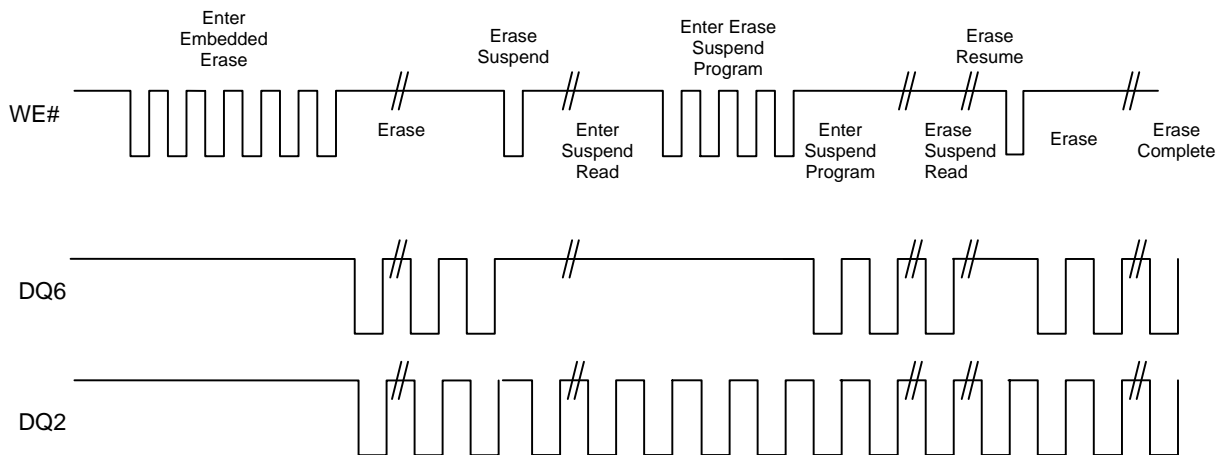 Enter
Embedded
Erase
Erase
Suspend
Enter Erase
Suspend
Program
Erase
Resume
WE#
Erase
Enter
Suspend
Read
Enter
Suspend
Program
Erase
Suspend
Read
Erase
Erase
Complete
DQ6
DQ2